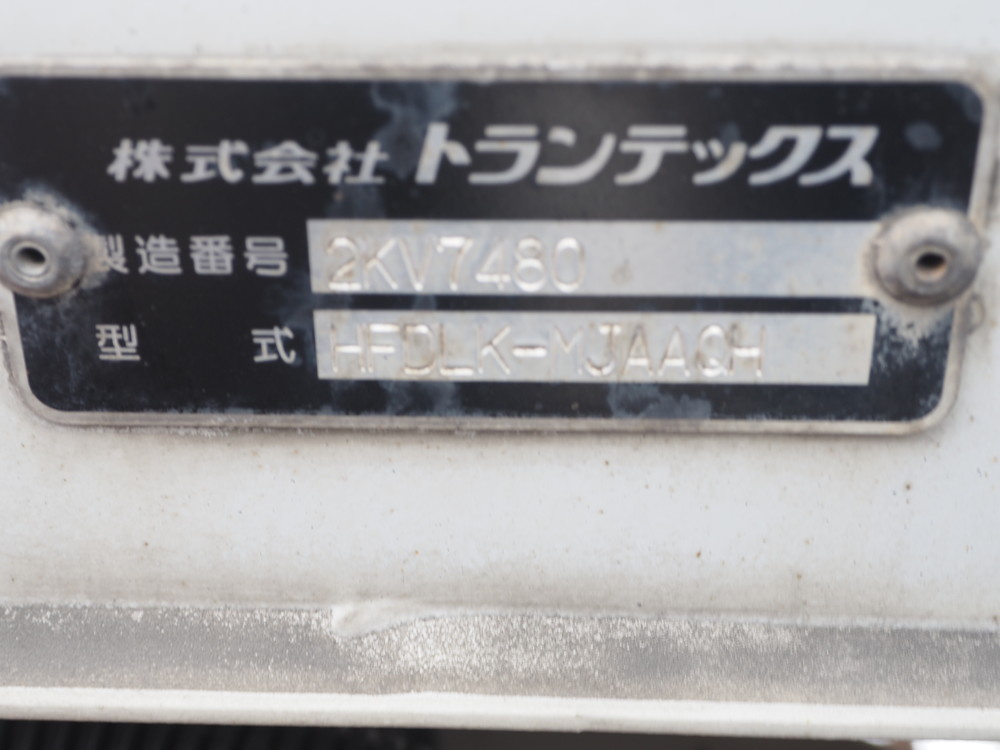 株式会社 トランテックス
製造番号 2KV7480
型式 HFDLK-MJAAQH